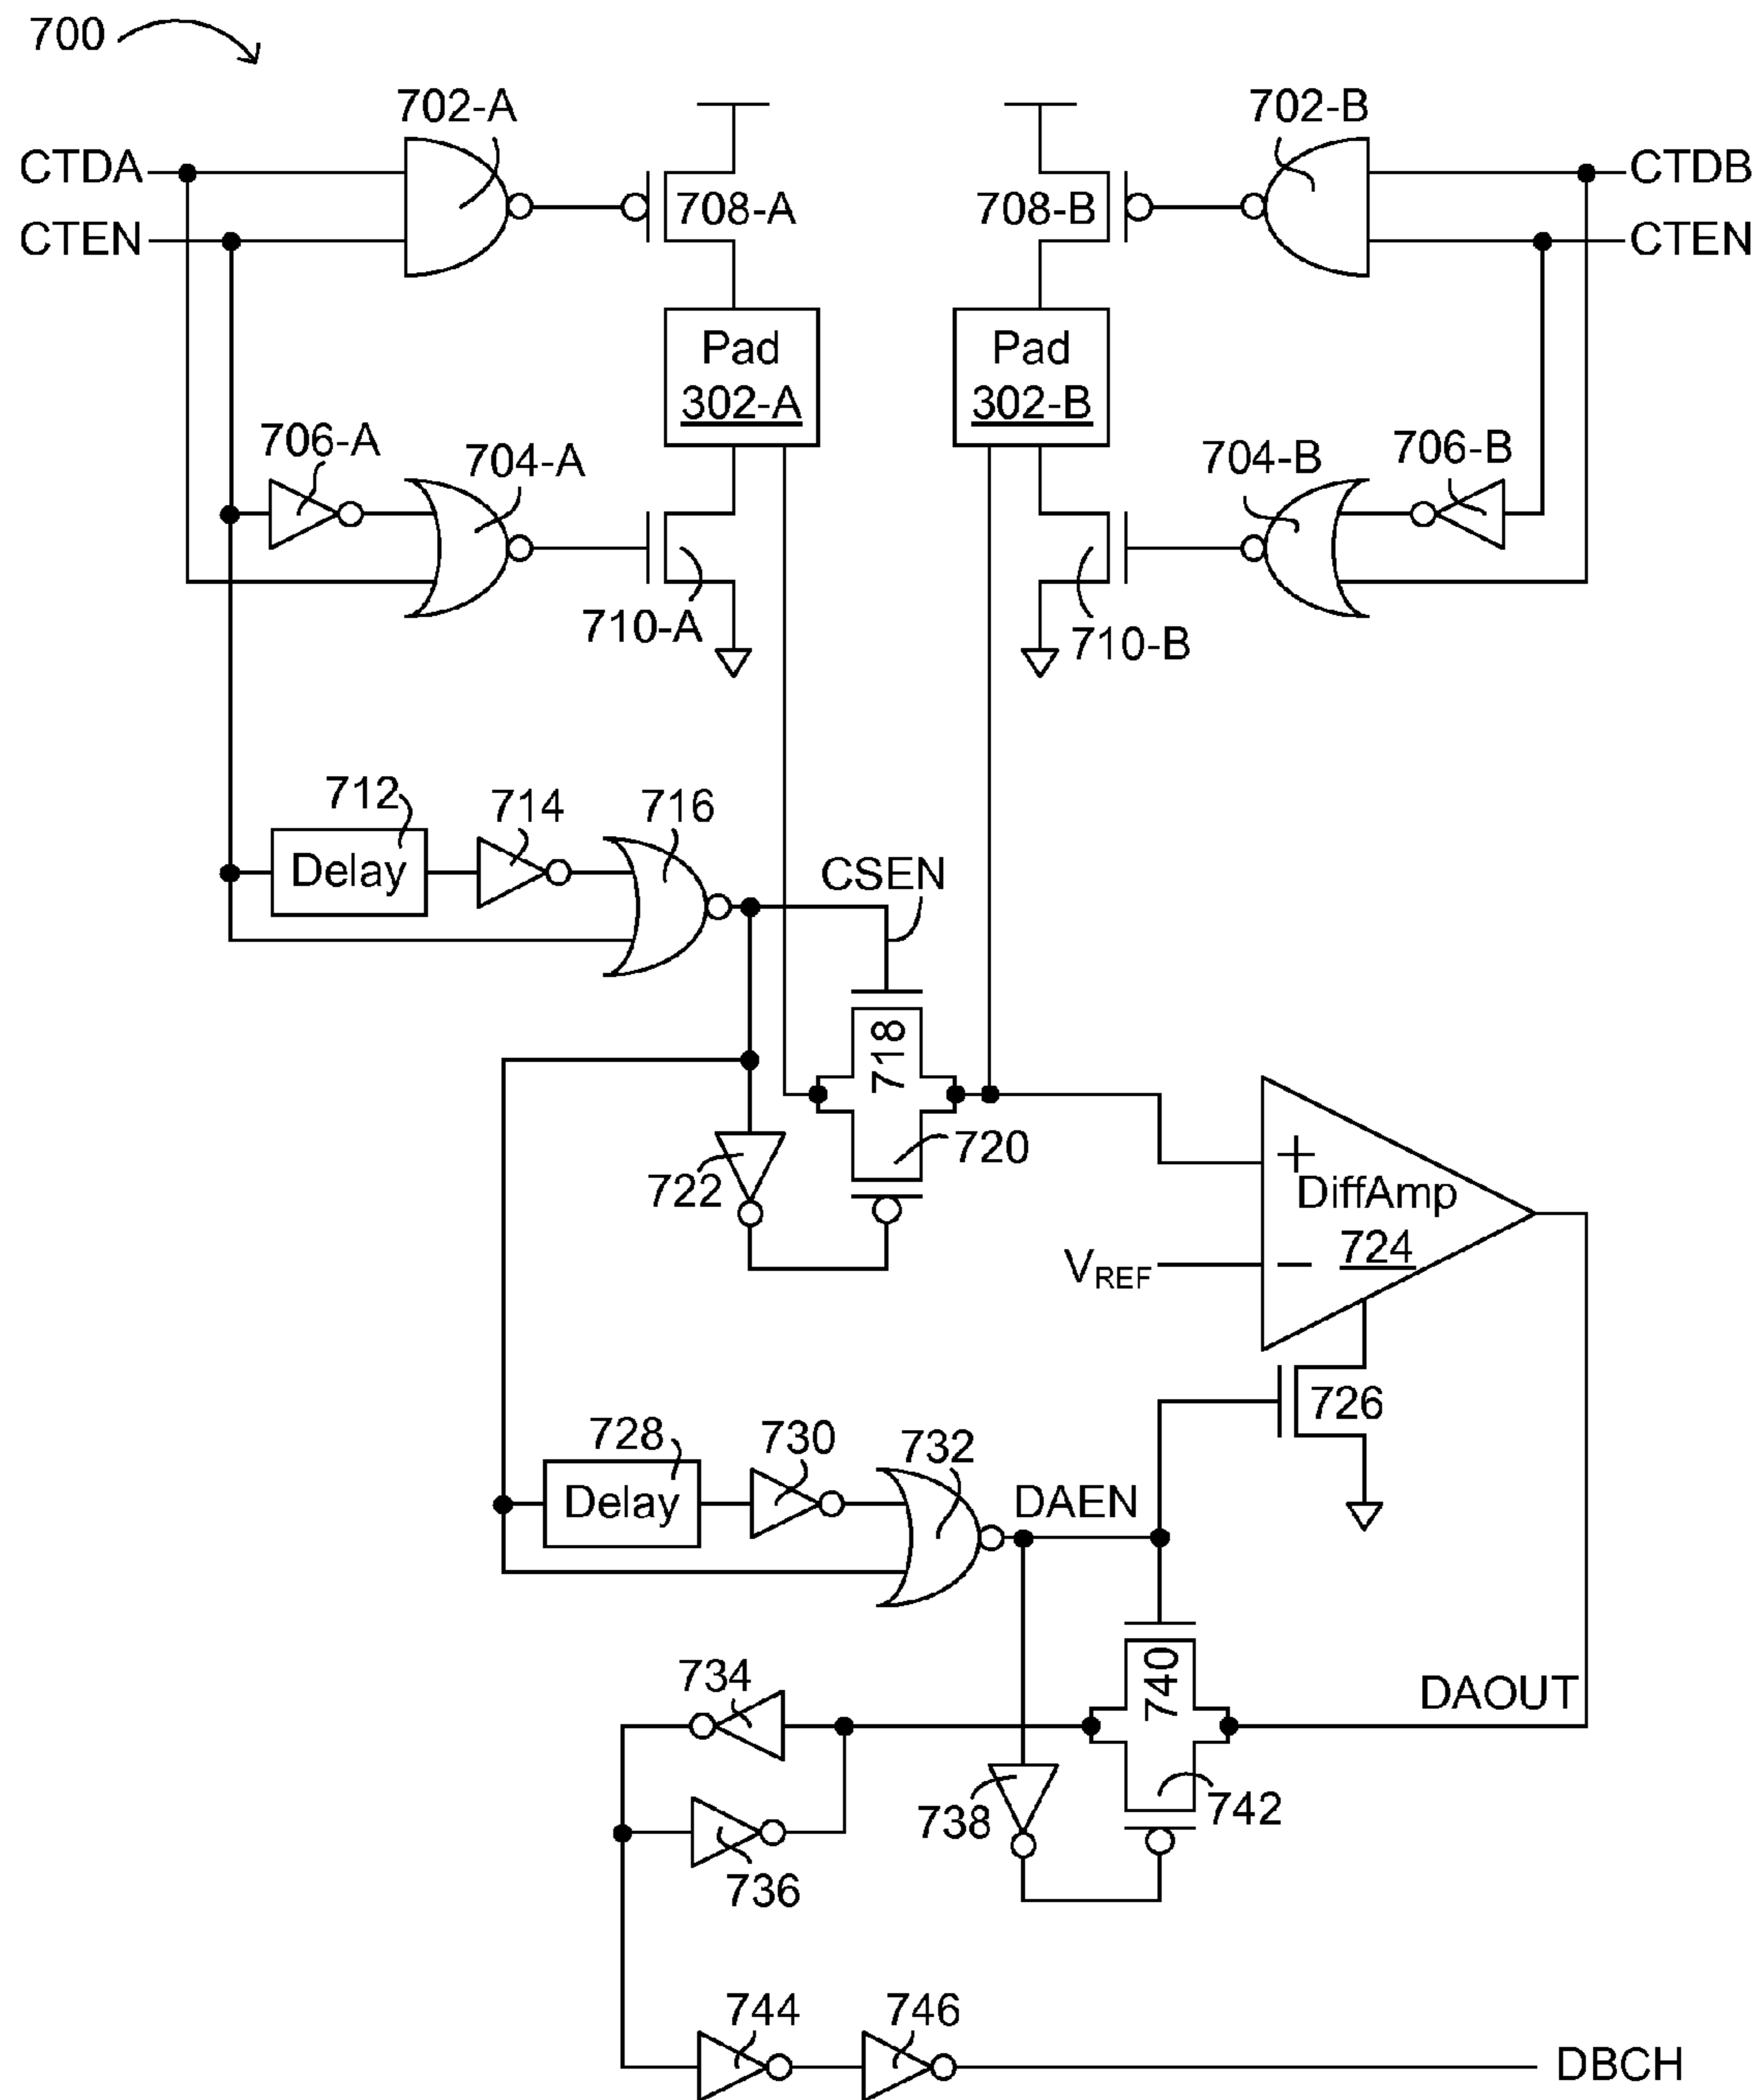 700
702-A
702-B
CTDA
CTDB
708-A
708-B
CTEN
CTEN
Pad
302-A
Pad
302-B
706-A
704-A
704-B
706-B
710-A
710-B
712
714
716
Delay
CSEN
718
720
722
+
DiffAmp
724
VREF
−
726
728
730
732
Delay
DAEN
740
734
DAOUT
738
742
736
744
746
DBCH